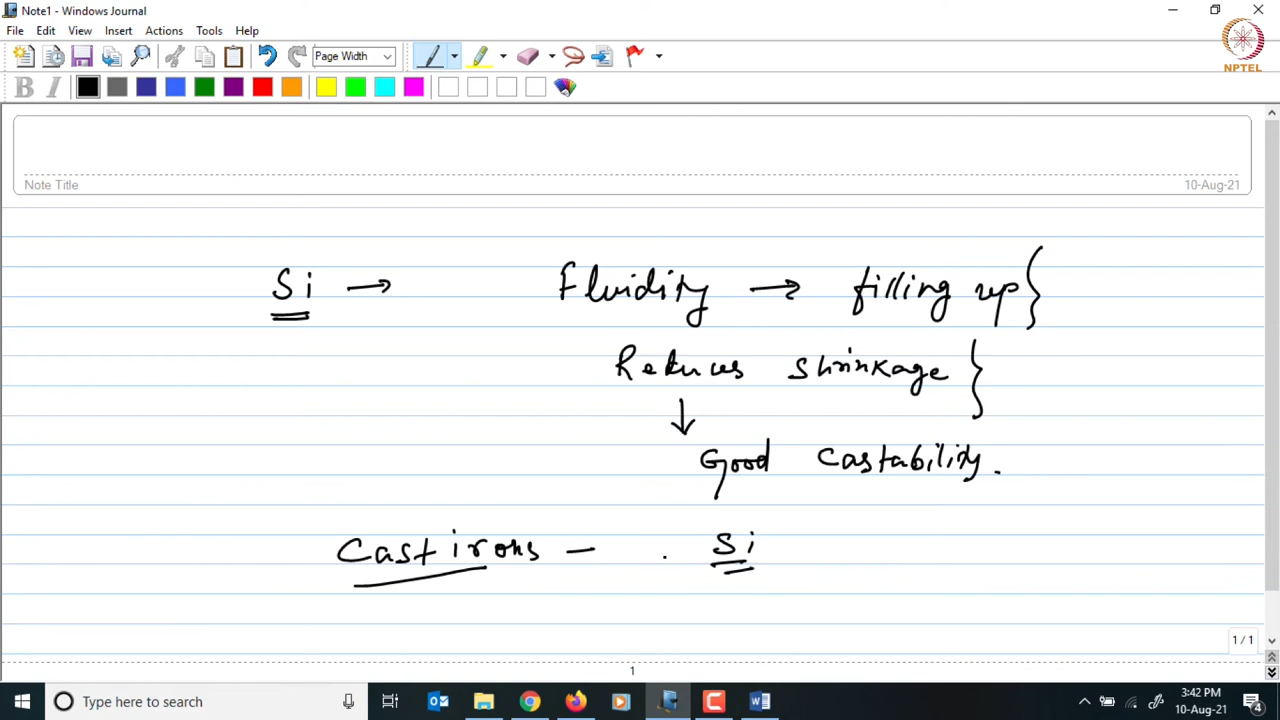 Note1 - Windows Journal
File Edit View Insert Actions Tools Help
Page Width
B I
NPTEL
Note Title
10-Aug-21
Si → Fluidity → filling up }
Reduces shrinkage }
↓
Good castability.
Cast irons - . Si
1 / 1
1
Type here to search
3:42 PM
10-Aug-21
4